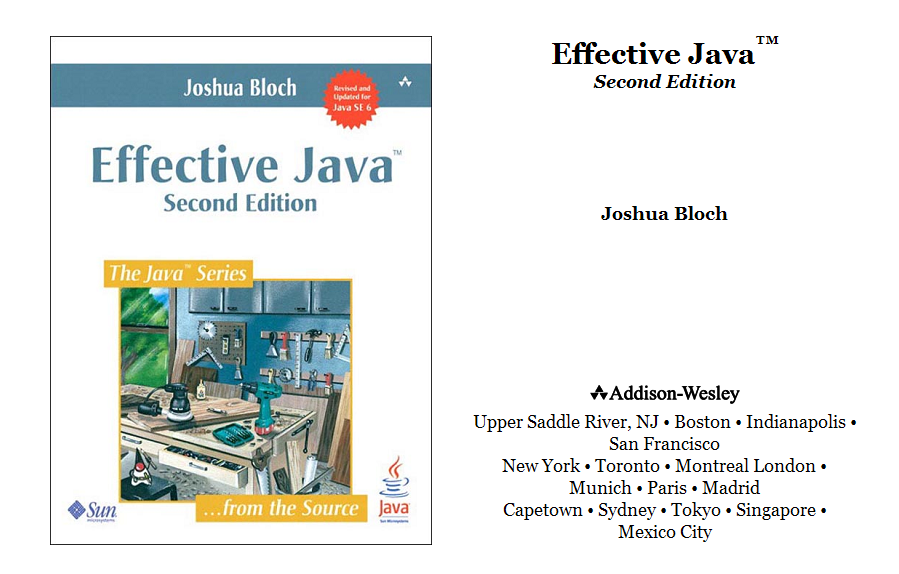 Joshua Bloch
Revised and
Updated for
Java SE 6
Effective Java™
Second Edition
The Java™ Series
...from the Source
Sun
microsystems
Java
Sun Microsystems
Effective Java™
Second Edition
Joshua Bloch
Addison-Wesley
Upper Saddle River, NJ • Boston • Indianapolis •
San Francisco
New York • Toronto • Montreal London •
Munich • Paris • Madrid
Capetown • Sydney • Tokyo • Singapore •
Mexico City